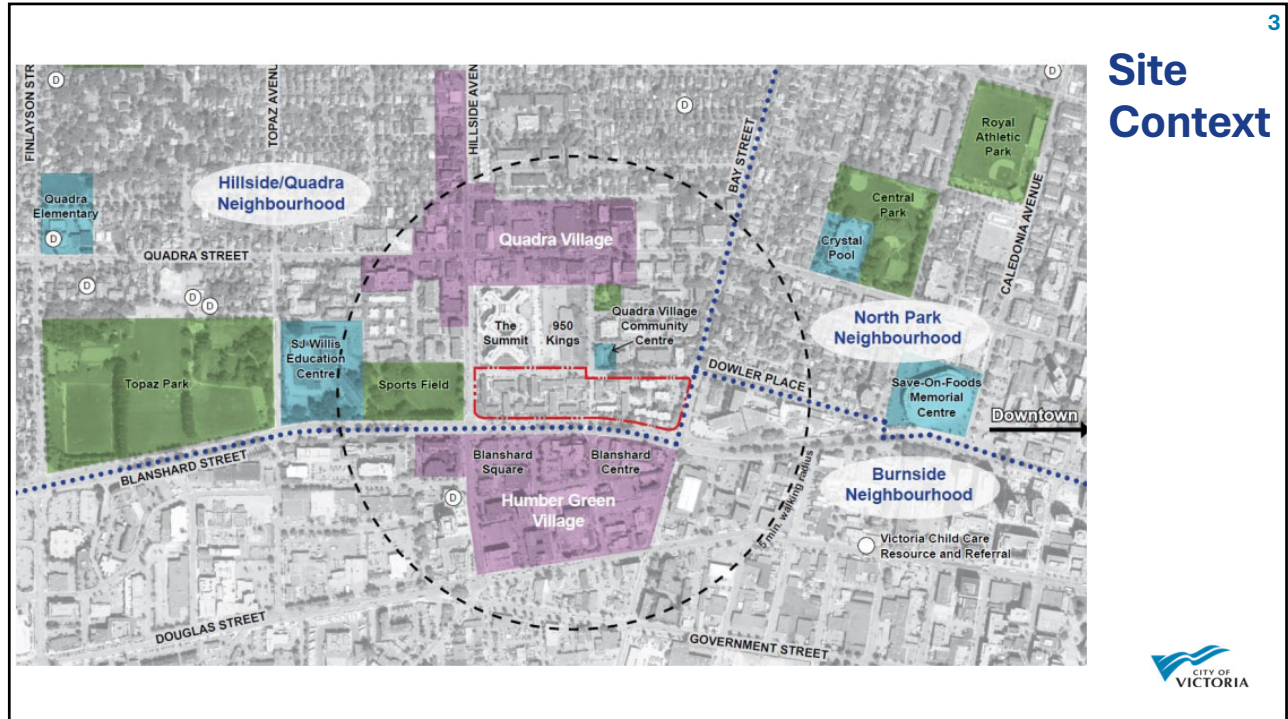 3
Site
Context
FINLAYSON STR
TOPAZ AVENU
HILLSIDE AVEN
BAY STREET
CALEDONIA AVENUE
D
D
D
Royal
Athletic
Park
Hillside/Quadra
Neighbourhood
Quadra
Elementary
D
Central
Park
Crystal
Pool
Quadra Village
QUADRA STREET
D
D
D
The
Summit
950
Kings
Quadra Village
Community
Centre
North Park
Neighbourhood
SJ Willis
Education
Centre
Topaz Park
Sports Field
DOWLER PLACE
Save-On-Foods
Memorial
Centre
Downtown
BLANSHARD STREET
Blanshard
Square
Blanshard
Centre
Burnside
Neighbourhood
D
Humber Green
Village
5 min. walking radius
Victoria Child Care
Resource and Referral
DOUGLAS STREET
GOVERNMENT STREET
CITY OF
VICTORIA